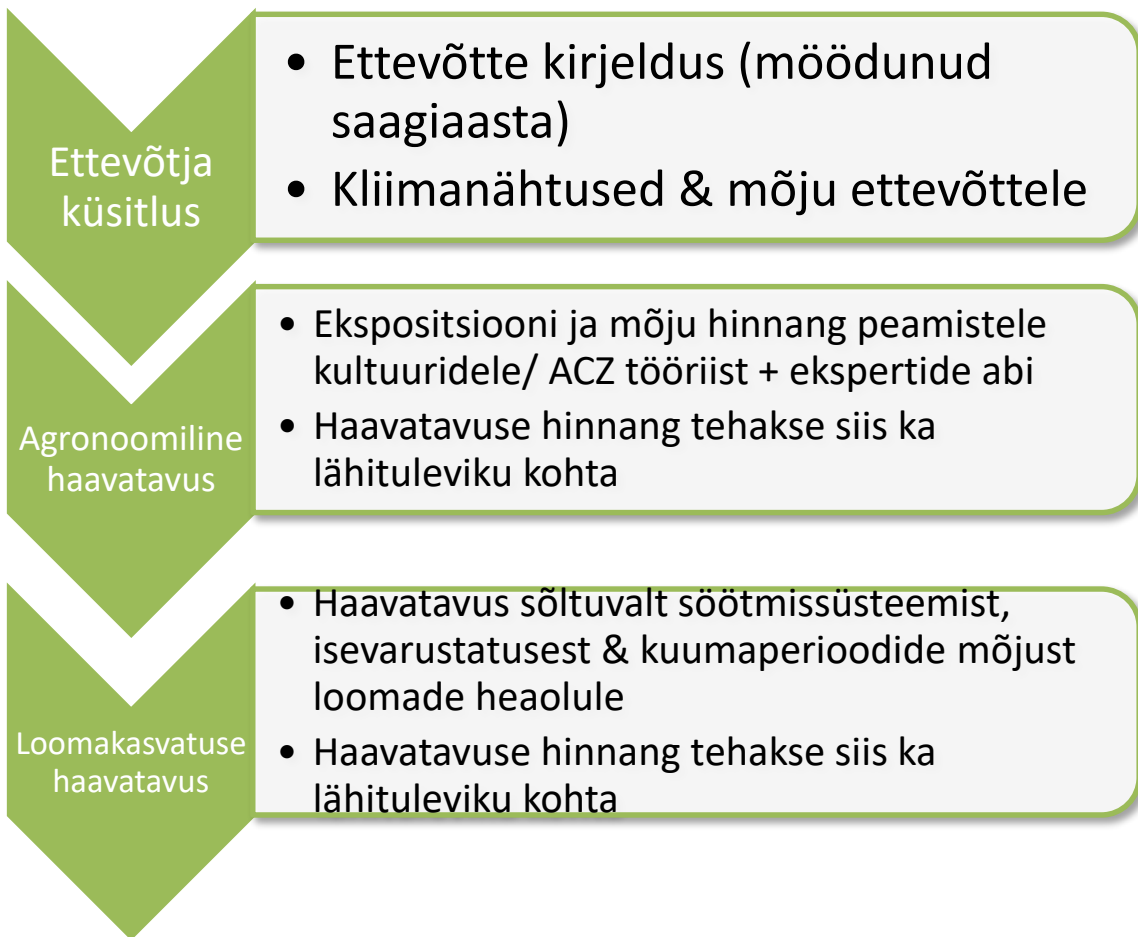 Ettevõtja
küsitlus
• Ettevõtte kirjeldus (möödunud
saagiaasta)
• Kliimanähtused & mõju ettevõttele
Agronoomiline
haavatavus
• Ekspositsiooni ja mõju hinnang peamistele
kultuuridele/ ACZ tööriist + ekspertide abi
• Haavatavuse hinnang tehakse siis ka
lähituleviku kohta
Loomakasvatuse
haavatavus
• Haavatavus sõltuvalt söötmissüsteemist,
isevarustatusest & kuumaperioodide mõjust
loomade heaolule
• Haavatavuse hinnang tehakse siis ka
lähituleviku kohta